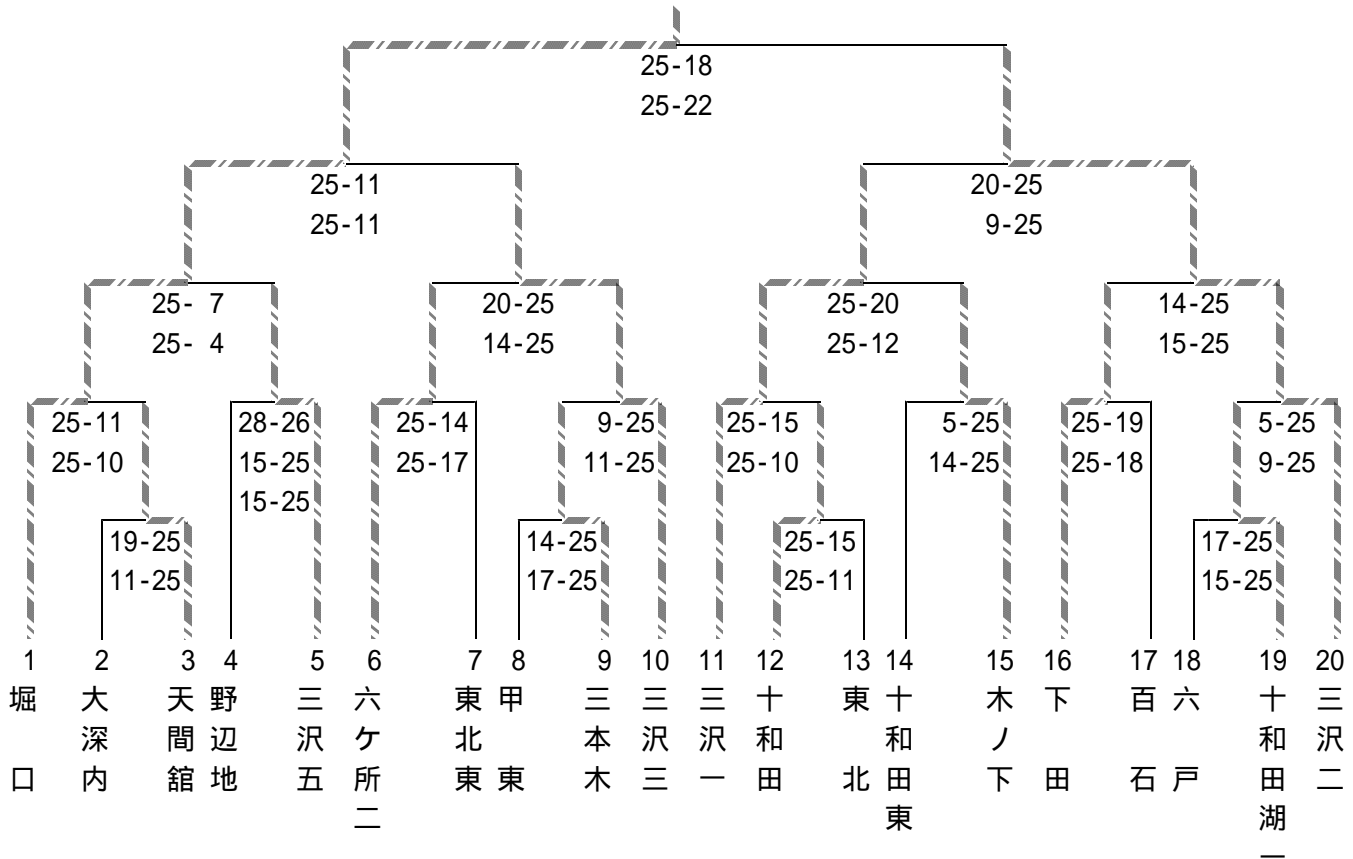 25-18
25-22
25-11 20-25
25-11 9-25
25- 7 20-25 25-20 14-25
25- 4 14-25 25-12 15-25
25-11 28-26 25-14 9-25 25-15 5-25 25-19 5-25
25-10 15-25 25-17 11-25 25-10 14-25 25-18 9-25
15-25
19-25 14-25 25-15 17-25
11-25 17-25 25-11 15-25
1 2 3 4 5 6 7 8 9 10 11 12 13 14 15 16 17 18 19 20
堀口
大深内
天間舘
野辺地
三沢五
六ケ所二
東北東
甲東
三本木
三沢三
三沢一
十和田
東北
十和田東
木ノ下
下田
百石
六戸
十和田湖一
三沢二